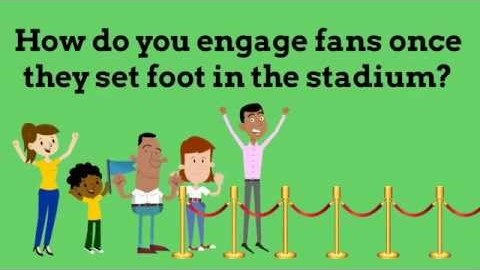 How do you engage fans once
they set foot in the stadium?